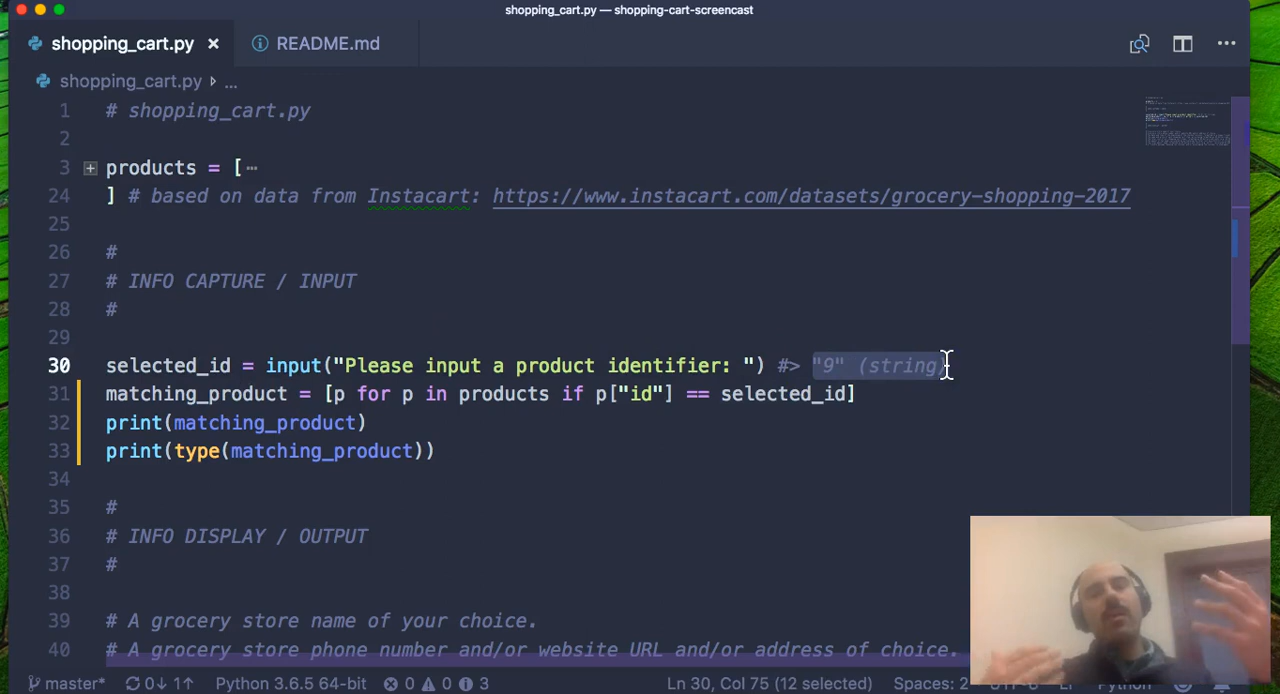 shopping_cart.py — shopping-cart-screencast
shopping_cart.py × README.md
shopping_cart.py ...
1 # shopping_cart.py
2
3 products = [
24 ] # based on data from Instacart: https://www.instacart.com/datasets/grocery-shopping-2017
25
26 #
27 # INFO CAPTURE / INPUT
28 #
29
30 selected_id = input("Please input a product identifier: ") #> "9" (string)
31 matching_product = [p for p in products if p["id"] == selected_id]
32 print(matching_product)
33 print(type(matching_product))
34
35 #
36 # INFO DISPLAY / OUTPUT
37 #
38
39 # A grocery store name of your choice.
40 # A grocery store phone number and/or website URL and/or address of choice.
master* 0↓ 1↑ Python 3.6.5 64-bit 0 0 3 Ln 30, Col 75 (12 selected) Spaces: 2